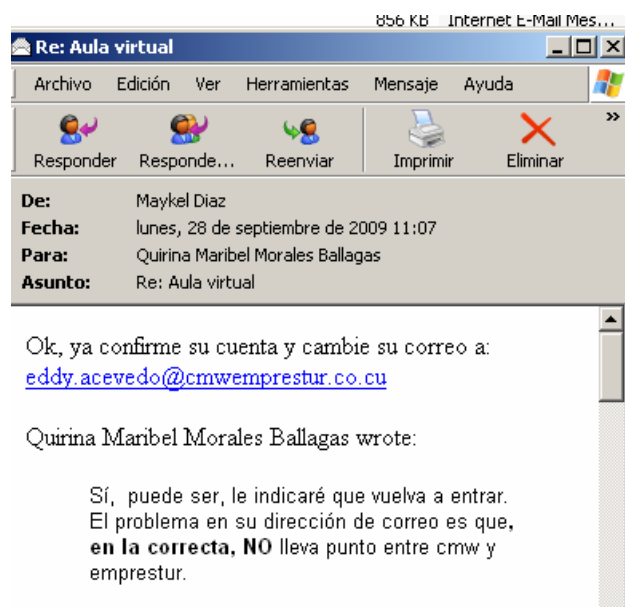 856 KB Internet E-Mail Mes...
Re: Aula virtual
Archivo Edición Ver Herramientas Mensaje Ayuda
»
Responder Responde... Reenviar Imprimir Eliminar
De: Maykel Diaz
Fecha: lunes, 28 de septiembre de 2009 11:07
Para: Quirina Maribel Morales Ballagas
Asunto: Re: Aula virtual
Ok, ya confirme su cuenta y cambie su correo a:
eddy.acevedo@cmwemprestur.co.cu
Quirina Maribel Morales Ballagas wrote:
Sí, puede ser, le indicaré que vuelva a entrar.
El problema en su dirección de correo es que,
en la correcta, NO lleva punto entre cmw y
emprestur.